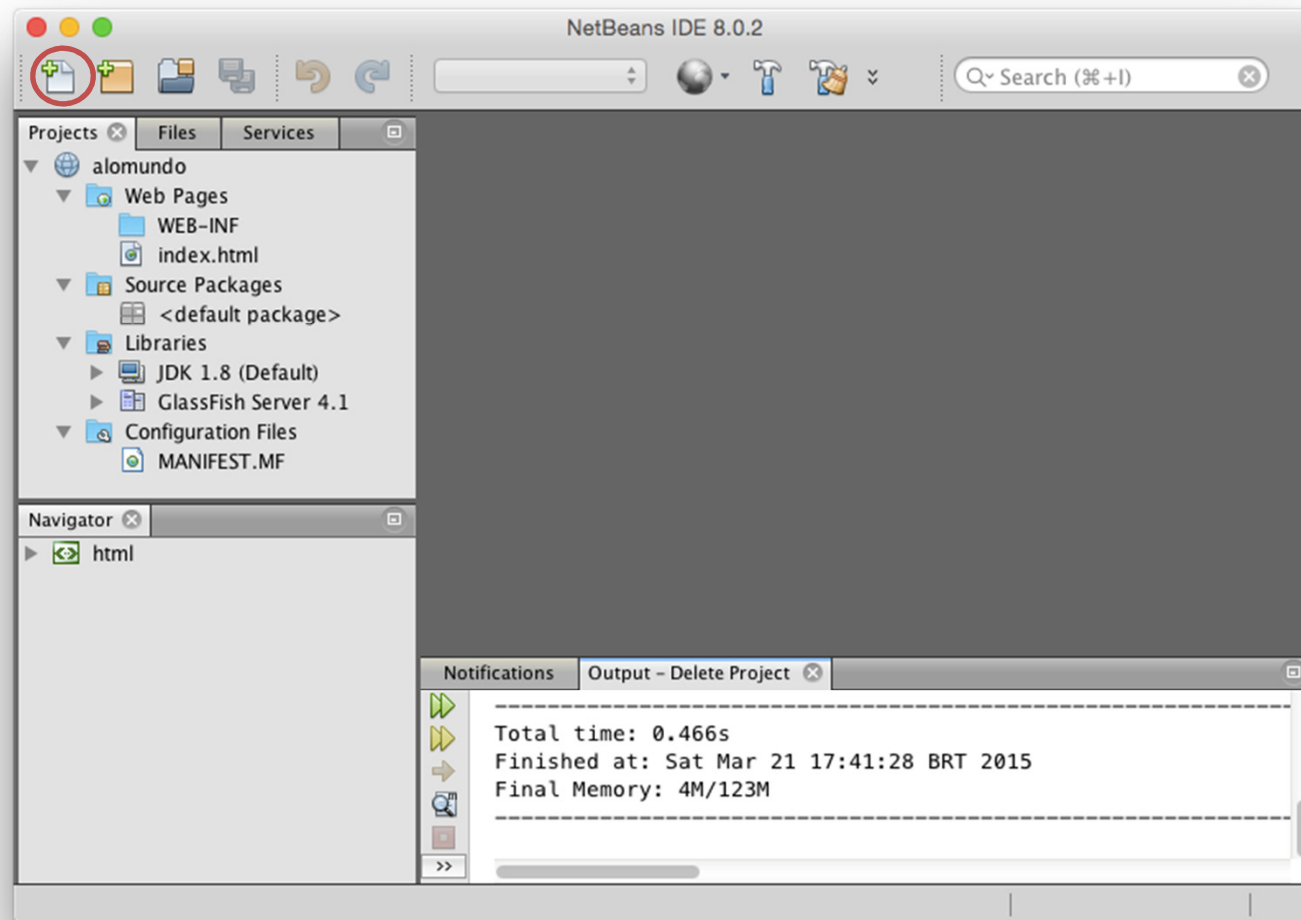 NetBeans IDE 8.0.2
Search (⌘+I)
Projects Files Services
alomundo
Web Pages
WEB-INF
index.html
Source Packages
<default package>
Libraries
JDK 1.8 (Default)
GlassFish Server 4.1
Configuration Files
MANIFEST.MF
Navigator
html
Notifications Output – Delete Project
------------------------------------------------------------
Total time: 0.466s
Finished at: Sat Mar 21 17:41:28 BRT 2015
Final Memory: 4M/123M
------------------------------------------------------------
>>